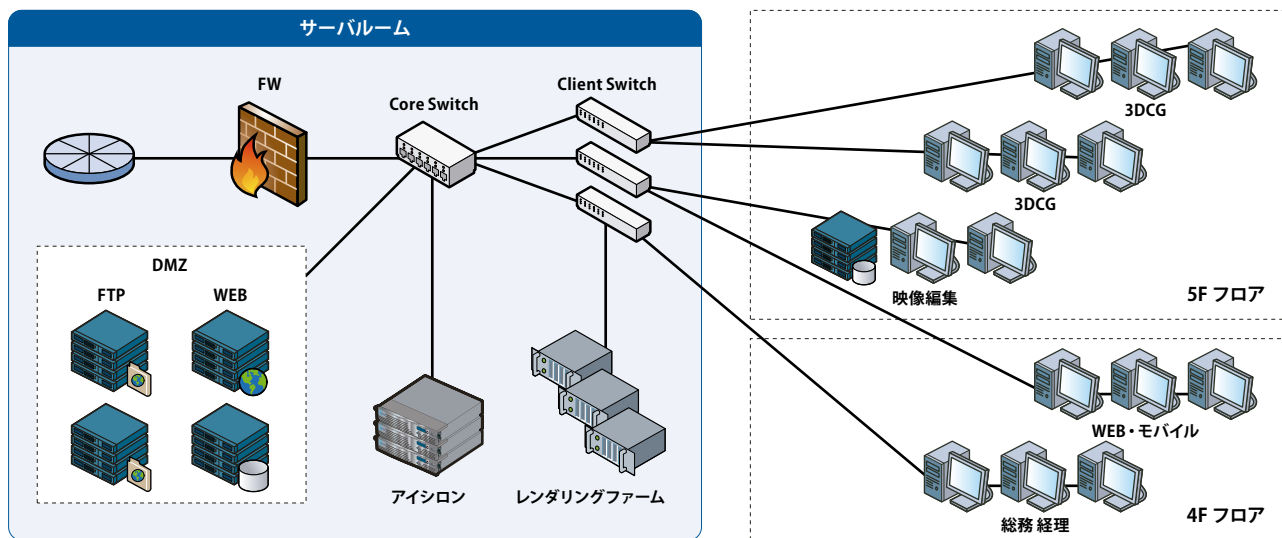 サーバルーム
FW
Core Switch
Client Switch
DMZ
FTP
WEB
アイシロン
レンダリングファーム
3DCG
3DCG
映像編集
5F フロア
WEB・モバイル
総務 経理
4F フロア